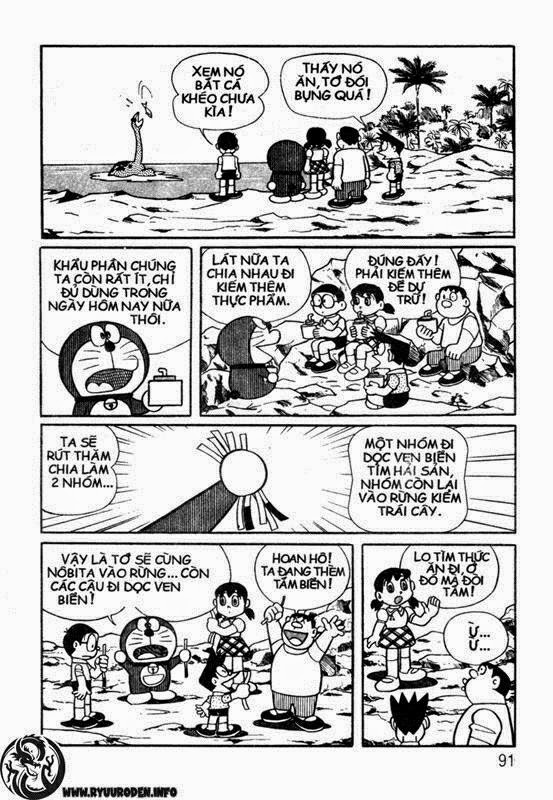 XEM NÓ
BẮT CÁ
KHÉO CHƯA
KÌA!
THẤY NÓ
ĂN, TỚ ĐÓI
BỤNG QUÁ!
KHẨU PHẦN CHÚNG
TA CÒN RẤT ÍT, CHỈ
ĐỦ DÙNG TRONG
NGÀY HÔM NAY NỮA
THÔI.
LÁT NỮA TA
CHIA NHAU ĐI
KIẾM THÊM
THỰC PHẨM.
ĐÚNG ĐẤY!
PHẢI KIẾM THÊM
ĐỂ DỰ
TRỮ!
TA SẼ
RÚT THĂM
CHIA LÀM
2 NHÓM...
MỘT NHÓM ĐI
DỌC VEN BIỂN
TÌM HẢI SẢN,
NHÓM CÒN LẠI
VÀO RỪNG KIẾM
TRÁI CÂY.
VẬY LÀ TỚ SẼ CÙNG
NÔBITA VÀO RỪNG... CÒN
CÁC CẬU ĐI DỌC VEN
BIỂN!
HOAN HÔ!
TA ĐANG THÈM
TẮM BIỂN!
LO TÌM THỨC
ĂN ĐI, Ở
ĐÓ MÀ ĐÒI
TẮM!
Ừ...
Ừ...
91
WWW.RYUURODEN.INFO